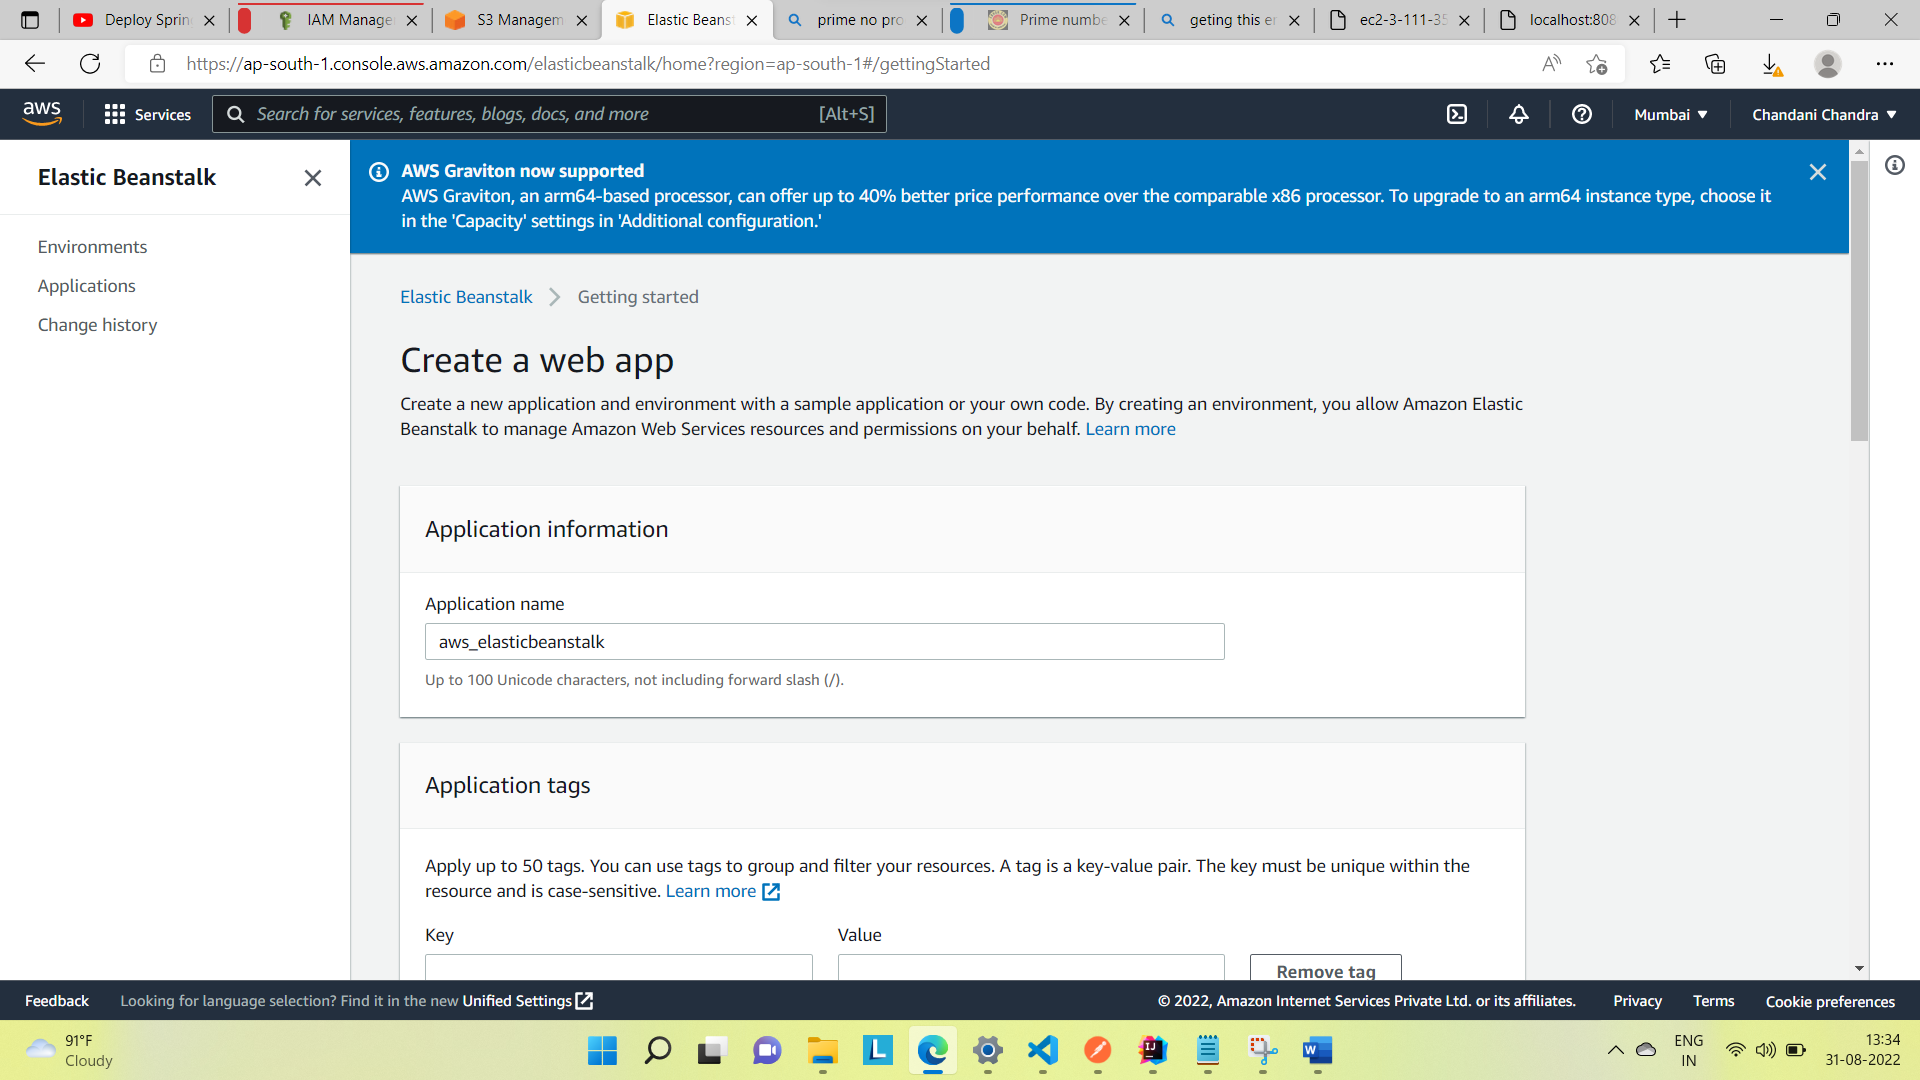 Deploy Sprin
IAM Manage
S3 Managem
Elastic Beanst
prime no pro
Prime numbe
geting this er
ec2-3-111-35
localhost:808
https://ap-south-1.console.aws.amazon.com/elasticbeanstalk/home?region=ap-south-1#/gettingStarted
aws
Services
Search for services, features, blogs, docs, and more
[Alt+S]
Mumbai
Chandani Chandra
Elastic Beanstalk
Environments
Applications
Change history
AWS Graviton now supported
AWS Graviton, an arm64-based processor, can offer up to 40% better price performance over the comparable x86 processor. To upgrade to an arm64 instance type, choose it
in the 'Capacity' settings in 'Additional configuration.'
Elastic Beanstalk
Getting started
Create a web app
Create a new application and environment with a sample application or your own code. By creating an environment, you allow Amazon Elastic
Beanstalk to manage Amazon Web Services resources and permissions on your behalf. Learn more
Application information
Application name
aws_elasticbeanstalk
Up to 100 Unicode characters, not including forward slash (/).
Application tags
Apply up to 50 tags. You can use tags to group and filter your resources. A tag is a key-value pair. The key must be unique within the
resource and is case-sensitive. Learn more
Key
Value
Remove tag
Feedback
Looking for language selection? Find it in the new Unified Settings
© 2022, Amazon Internet Services Private Ltd. or its affiliates.
Privacy
Terms
Cookie preferences
91°F
Cloudy
L
IJ
W
ENG
IN
13:34
31-08-2022